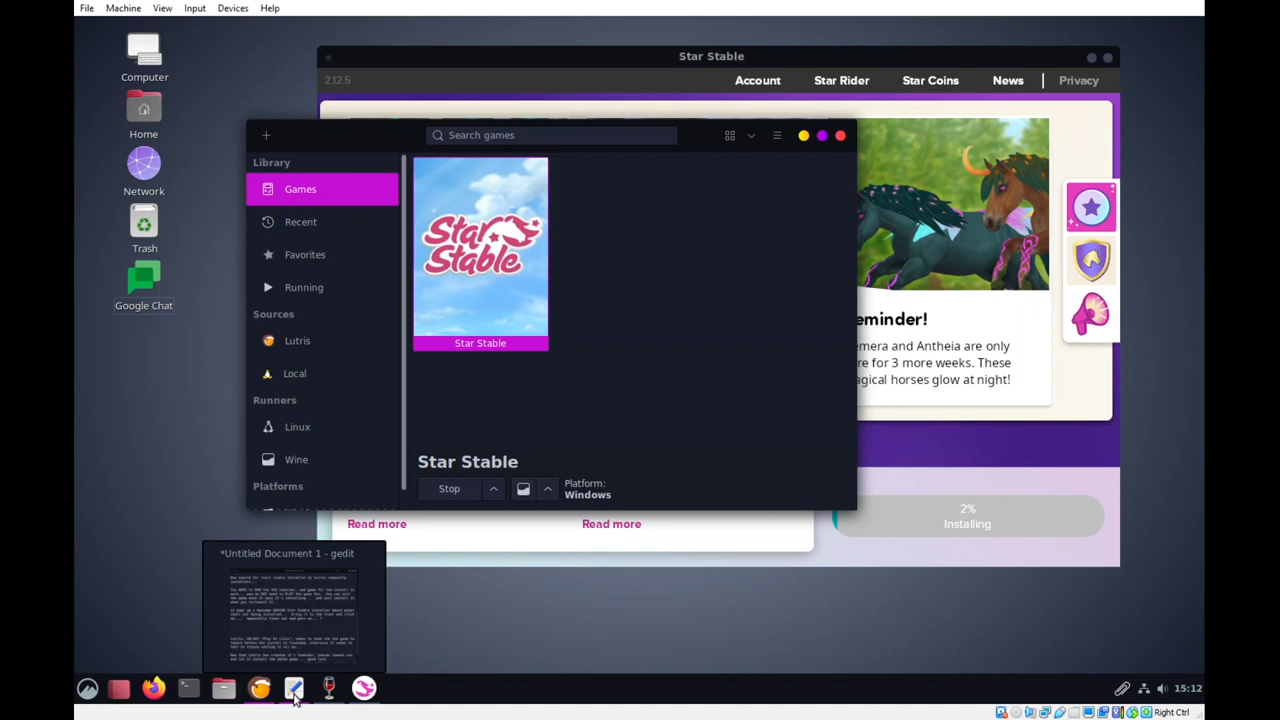 File Machine View Input Devices Help
Computer
Home
Network
Trash
Google Chat
Star Stable
2.12.5
Account Star Rider Star Coins News Privacy
Search games
Library
Games
Recent
Favorites
Running
Sources
Lutris
Local
Runners
Linux
Wine
Platforms
Star Stable
Star Stable
Star Stable
Stop
Platform:
Windows
eminder!
emera and Antheia are only
re for 3 more weeks. These
agical horses glow at night!
Read more Read more
2%
Installing
*Untitled Document 1 - gedit
15:12
Right Ctrl